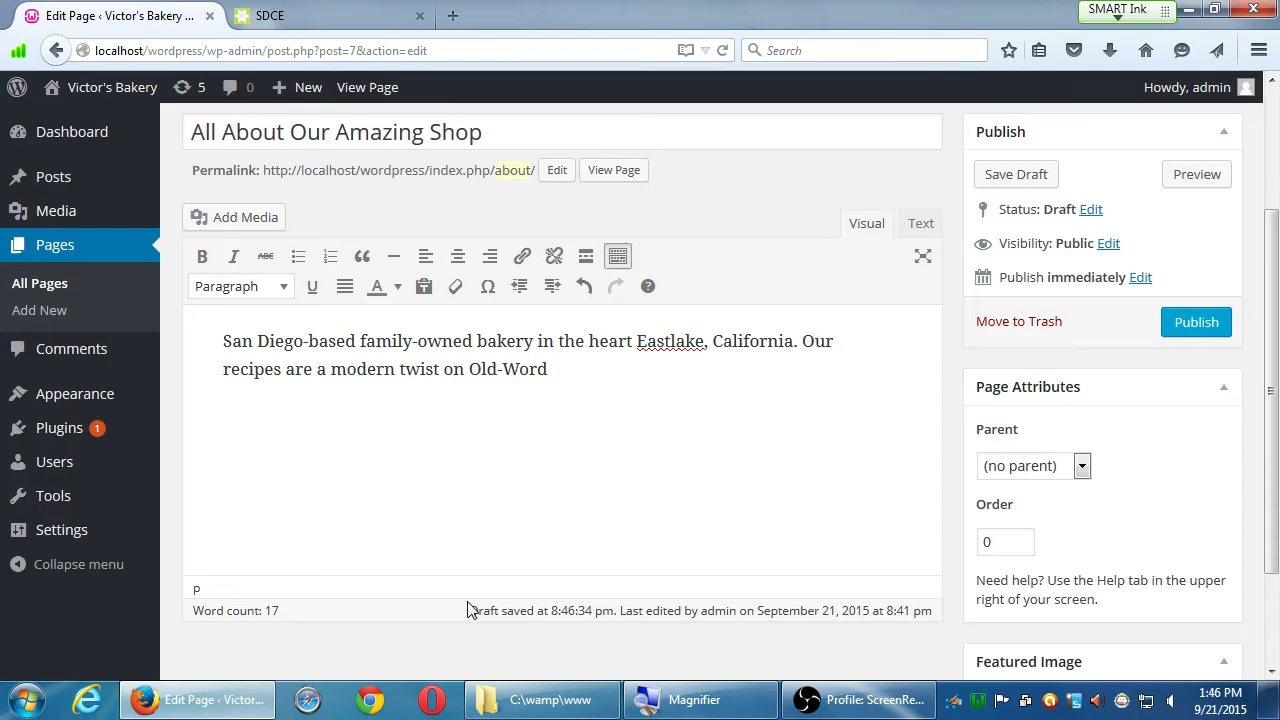 Edit Page ‹ Victor's Bakery ...
SDCE
SMART Ink
localhost/wordpress/wp-admin/post.php?post=7&action=edit
Search
Victor's Bakery
5
0
New
View Page
Howdy, admin
Dashboard
Posts
Media
Pages
All Pages
Add New
Comments
Appearance
Plugins 1
Users
Tools
Settings
Collapse menu
All About Our Amazing Shop
Permalink: http://localhost/wordpress/index.php/about/
Edit
View Page
Add Media
Visual
Text
B I ABC
Paragraph
U A
San Diego-based family-owned bakery in the heart Eastlake, California. Our
recipes are a modern twist on Old-Word
p
Word count: 17
Draft saved at 8:46:34 pm. Last edited by admin on September 21, 2015 at 8:41 pm
Publish
Save Draft
Preview
Status: Draft Edit
Visibility: Public Edit
Publish immediately Edit
Move to Trash
Publish
Page Attributes
Parent
(no parent)
Order
0
Need help? Use the Help tab in the upper
right of your screen.
Featured Image
Edit Page ‹ Victor...
C:\wamp\www
Magnifier
Profile: ScreenRe...
1:46 PM
9/21/2015